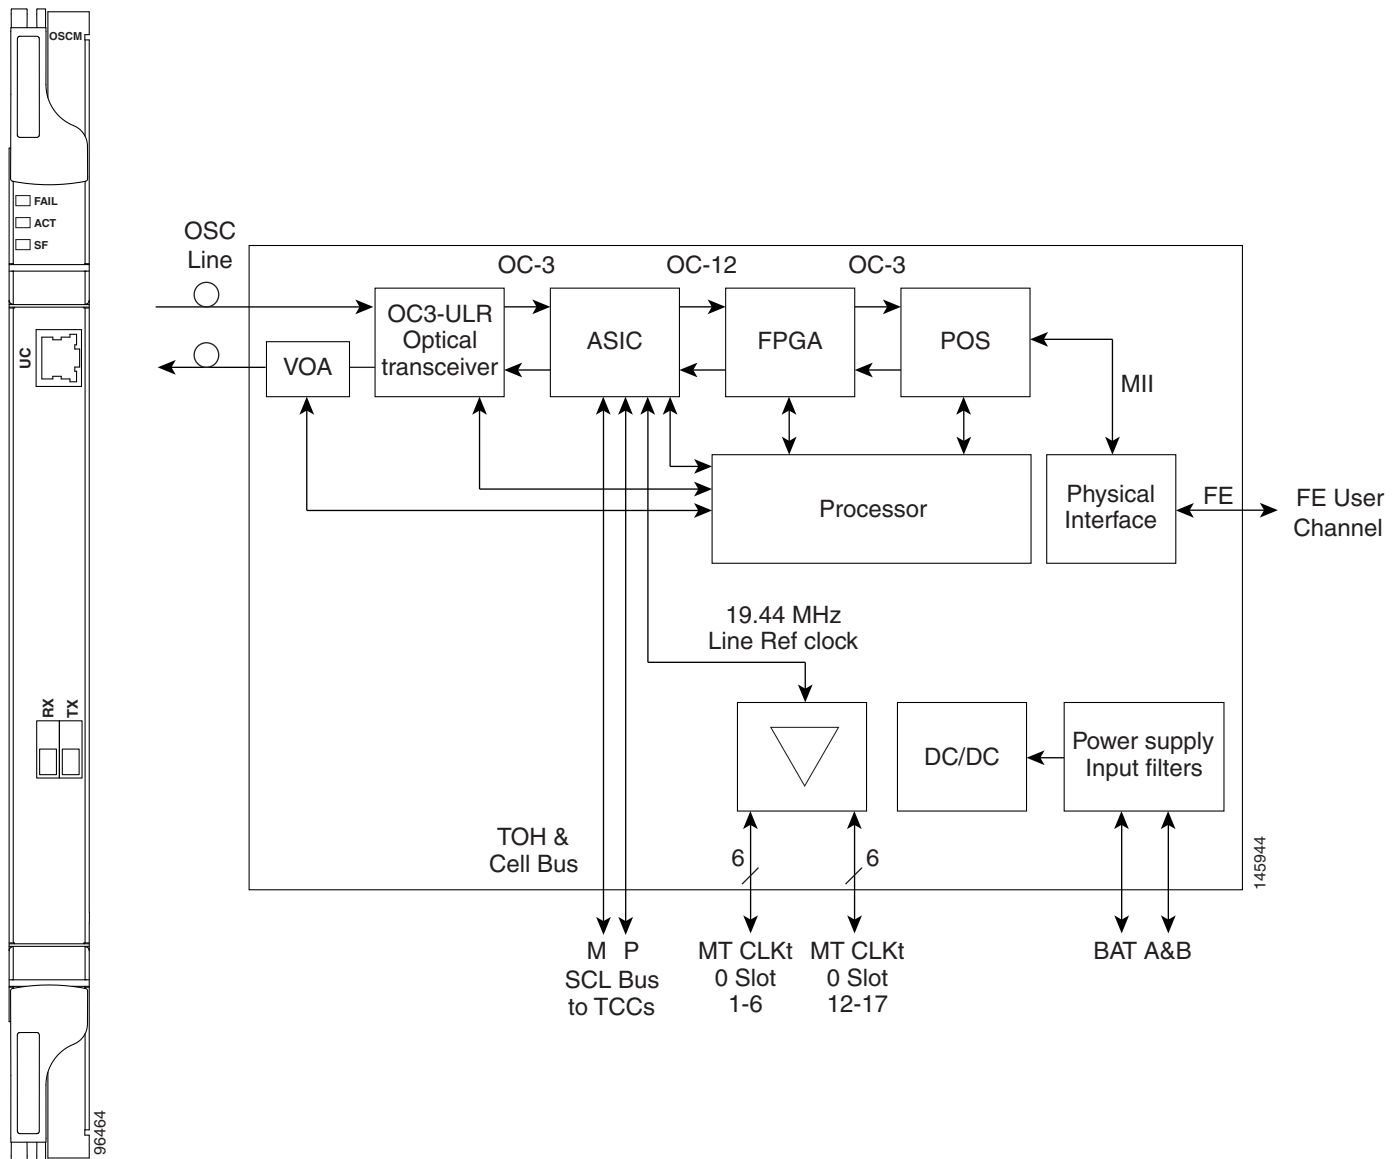 OSCM
FAIL
ACT
SF
UC
RX
TX
96464
OSC
Line
OC-3
OC-12
OC-3
VOA
OC3-ULR
Optical
transceiver
ASIC
FPGA
POS
MII
Processor
Physical
Interface
FE
FE User
Channel
19.44 MHz
Line Ref clock
DC/DC
Power supply
Input filters
TOH &
Cell Bus
6
6
M P
SCL Bus
to TCCs
MT CLKt
0 Slot
1-6
MT CLKt
0 Slot
12-17
BAT A&B
145944